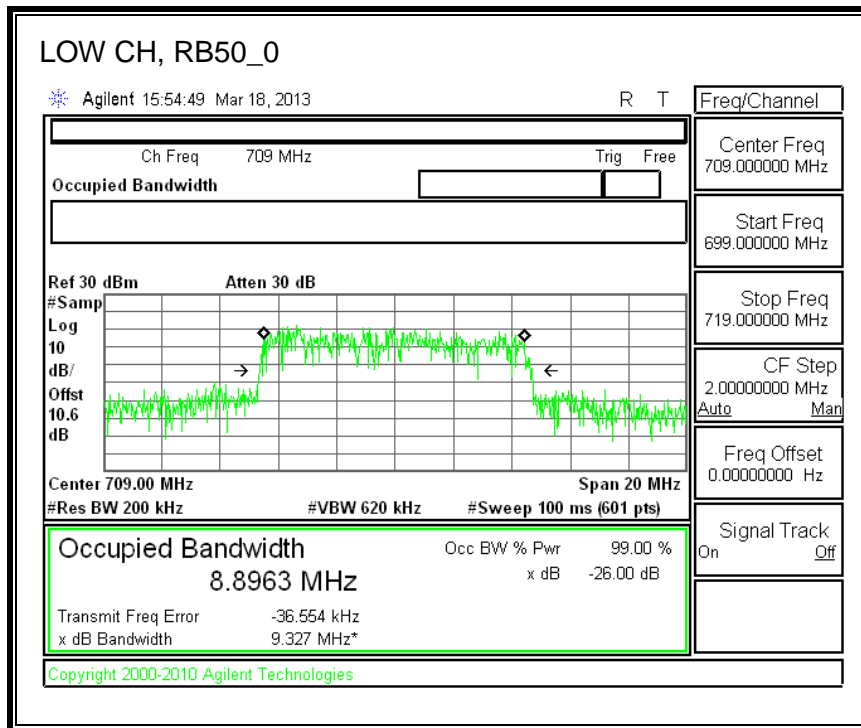 LOW CH, RB50_0
Agilent 15:54:49 Mar 18, 2013 R T
Ch Freq 709 MHz Trig Free
Occupied Bandwidth
Ref 30 dBm Atten 30 dB
#Samp
Log
10
dB/
Offst
10.6
dB
Center 709.00 MHz Span 20 MHz
#Res BW 200 kHz #VBW 620 kHz #Sweep 100 ms (601 pts)
Occupied Bandwidth Occ BW % Pwr 99.00 %
8.8963 MHz x dB -26.00 dB
Transmit Freq Error -36.554 kHz
x dB Bandwidth 9.327 MHz*
Copyright 2000-2010 Agilent Technologies
Freq/Channel
Center Freq
709.000000 MHz
Start Freq
699.000000 MHz
Stop Freq
719.000000 MHz
CF Step
2.00000000 MHz
Auto Man
Freq Offset
0.00000000 Hz
Signal Track
On Off